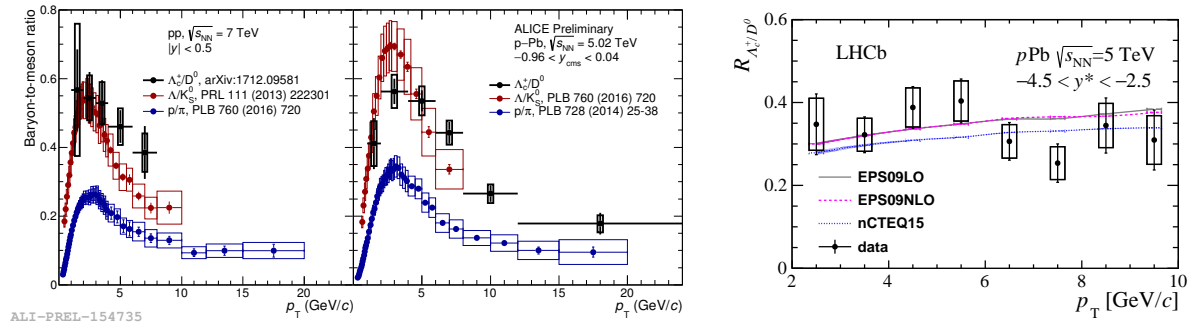 Baryon-to-meson ratio
0.8
0.6
0.4
0.2
0
pp, √sNN = 7 TeV
|y| < 0.5
Λc+/D0, arXiv:1712.09581
Λ/K0S, PRL 111 (2013) 222301
p/π, PLB 760 (2016) 720
5 10 15 20
pT (GeV/c)
ALICE Preliminary
p−Pb, √sNN = 5.02 TeV
-0.96 < ycms < 0.04
Λc+/D0
Λ/K0S, PLB 760 (2016) 720
p/π, PLB 728 (2014) 25-38
5 10 15 20
pT (GeV/c)
ALI-PREL-154735
RΛc+/D0
0.6
0.4
0.2
0
LHCb
pPb √sNN=5 TeV
−4.5 < y* < −2.5
EPS09LO
EPS09NLO
nCTEQ15
data
2 4 6 8 10
pT [GeV/c]